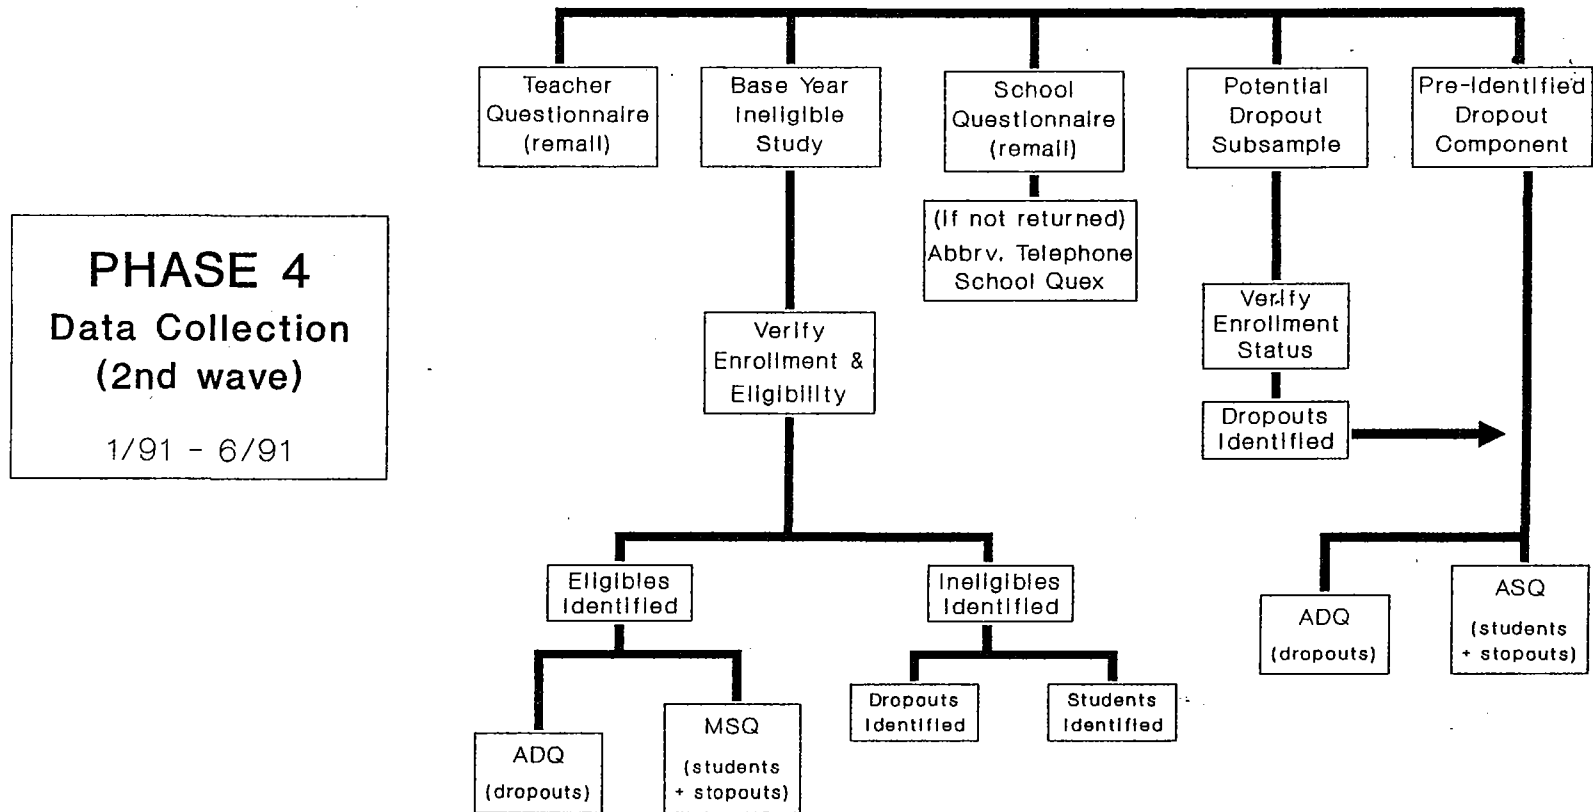 PHASE 4
Data Collection
(2nd wave)
1/91 - 6/91
Teacher
Questionnaire
(remail)
Base Year
Ineligible
Study
School
Questionnaire
(remail)
Potential
Dropout
Subsample
Pre-Identified
Dropout
Component
(If not returned)
Abbrv. Telephone
School Quex
Verify
Enrollment &
Eligibility
Verify
Enrollment
Status
Dropouts
Identified
Eligibles
Identified
Ineligibles
Identified
ADQ
(dropouts)
MSQ
(students
+ stopouts)
Dropouts
Identified
Students
Identified
ADQ
(dropouts)
ASQ
(students
+ stopouts)